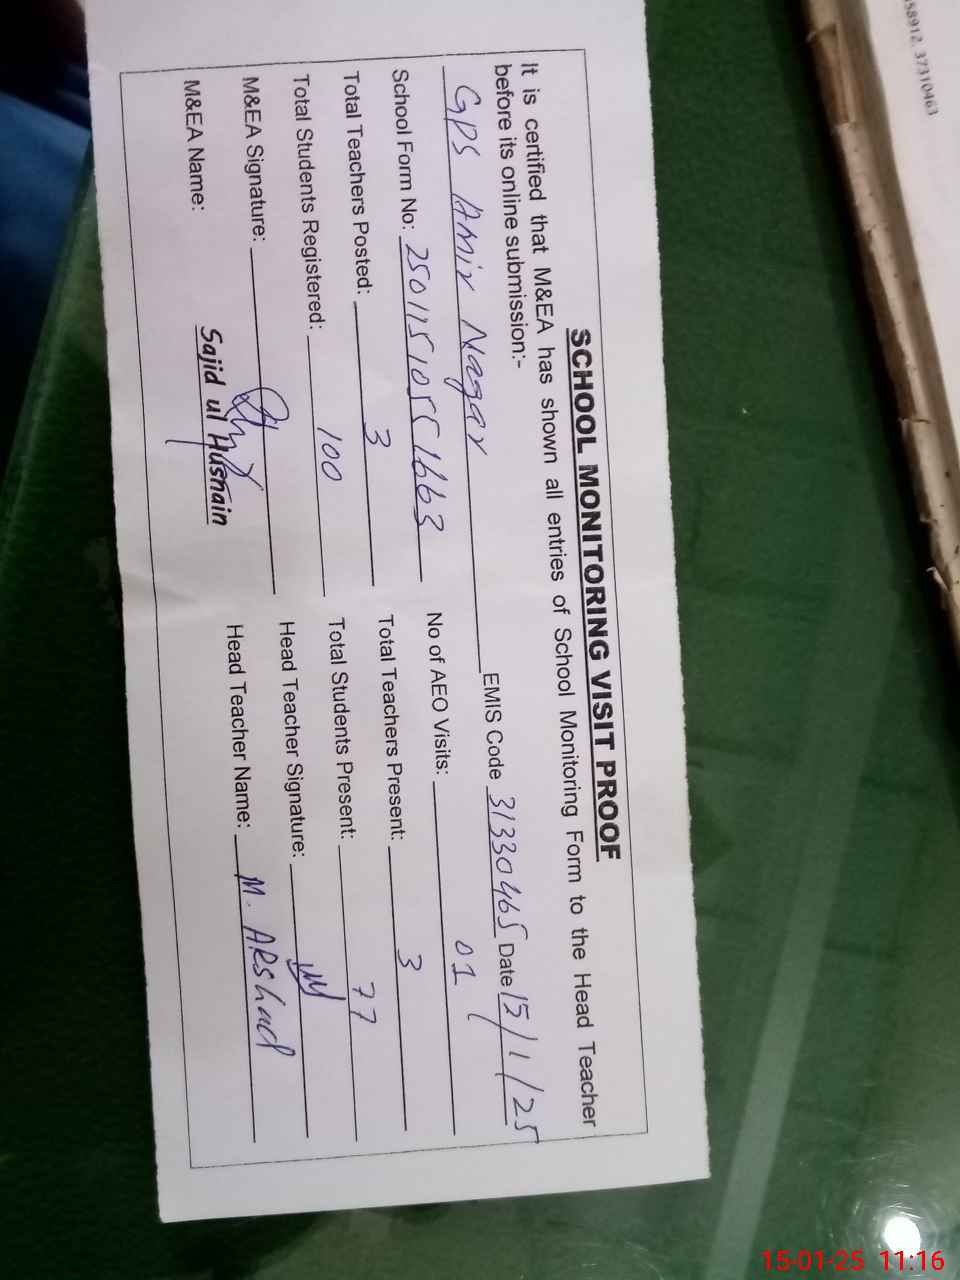 SCHOOL MONITORING VISIT PROOF
It is certified that M&EA has shown all entries of School Monitoring Form to the Head Teacher
before its online submission:-
GPS Amir Nagar EMIS Code 31330465 Date 15/1/25
School Form No: 25011510551663 No of AEO Visits: 01
Total Teachers Posted: 3 Total Teachers Present: 3
Total Students Registered: 100 Total Students Present: 77
M&EA Signature: Head Teacher Signature:
M&EA Name: Sajid ul Husnain Head Teacher Name: M. ARShad
58912, 37310463
15-01-25 11:16